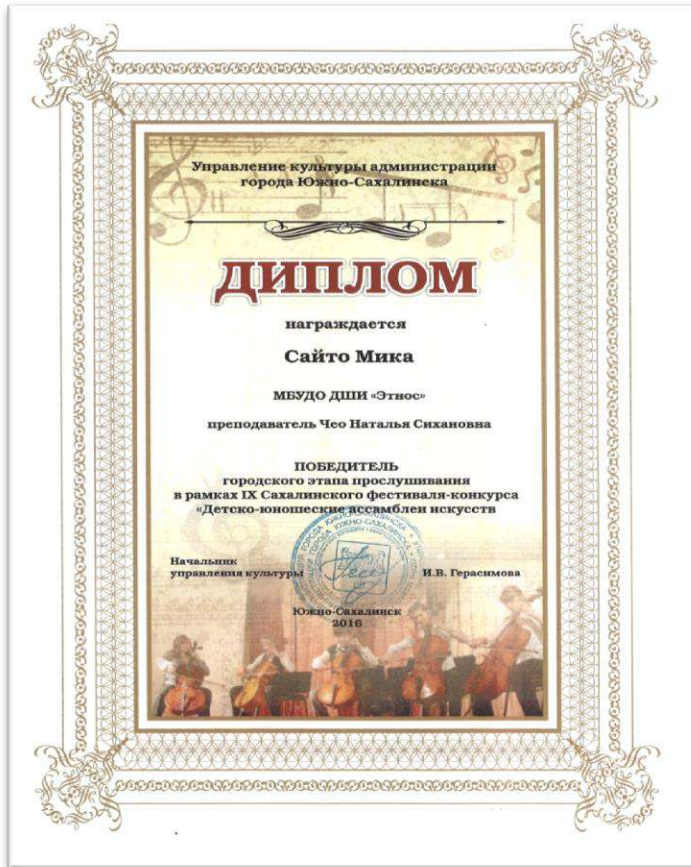 Управление культуры администрации
города Южно-Сахалинска
ДИПЛОМ
награждается
Сайто Мика
МБУДО ДШИ «Этнос»
преподаватель Чео Наталья Сихановна
ПОБЕДИТЕЛЬ
городского этапа прослушивания
в рамках IX Сахалинского фестиваля-конкурса
«Детско-юношеские ассамблеи искусств
Начальник
управления культуры И.В. Герасимова
Южно-Сахалинск
2016